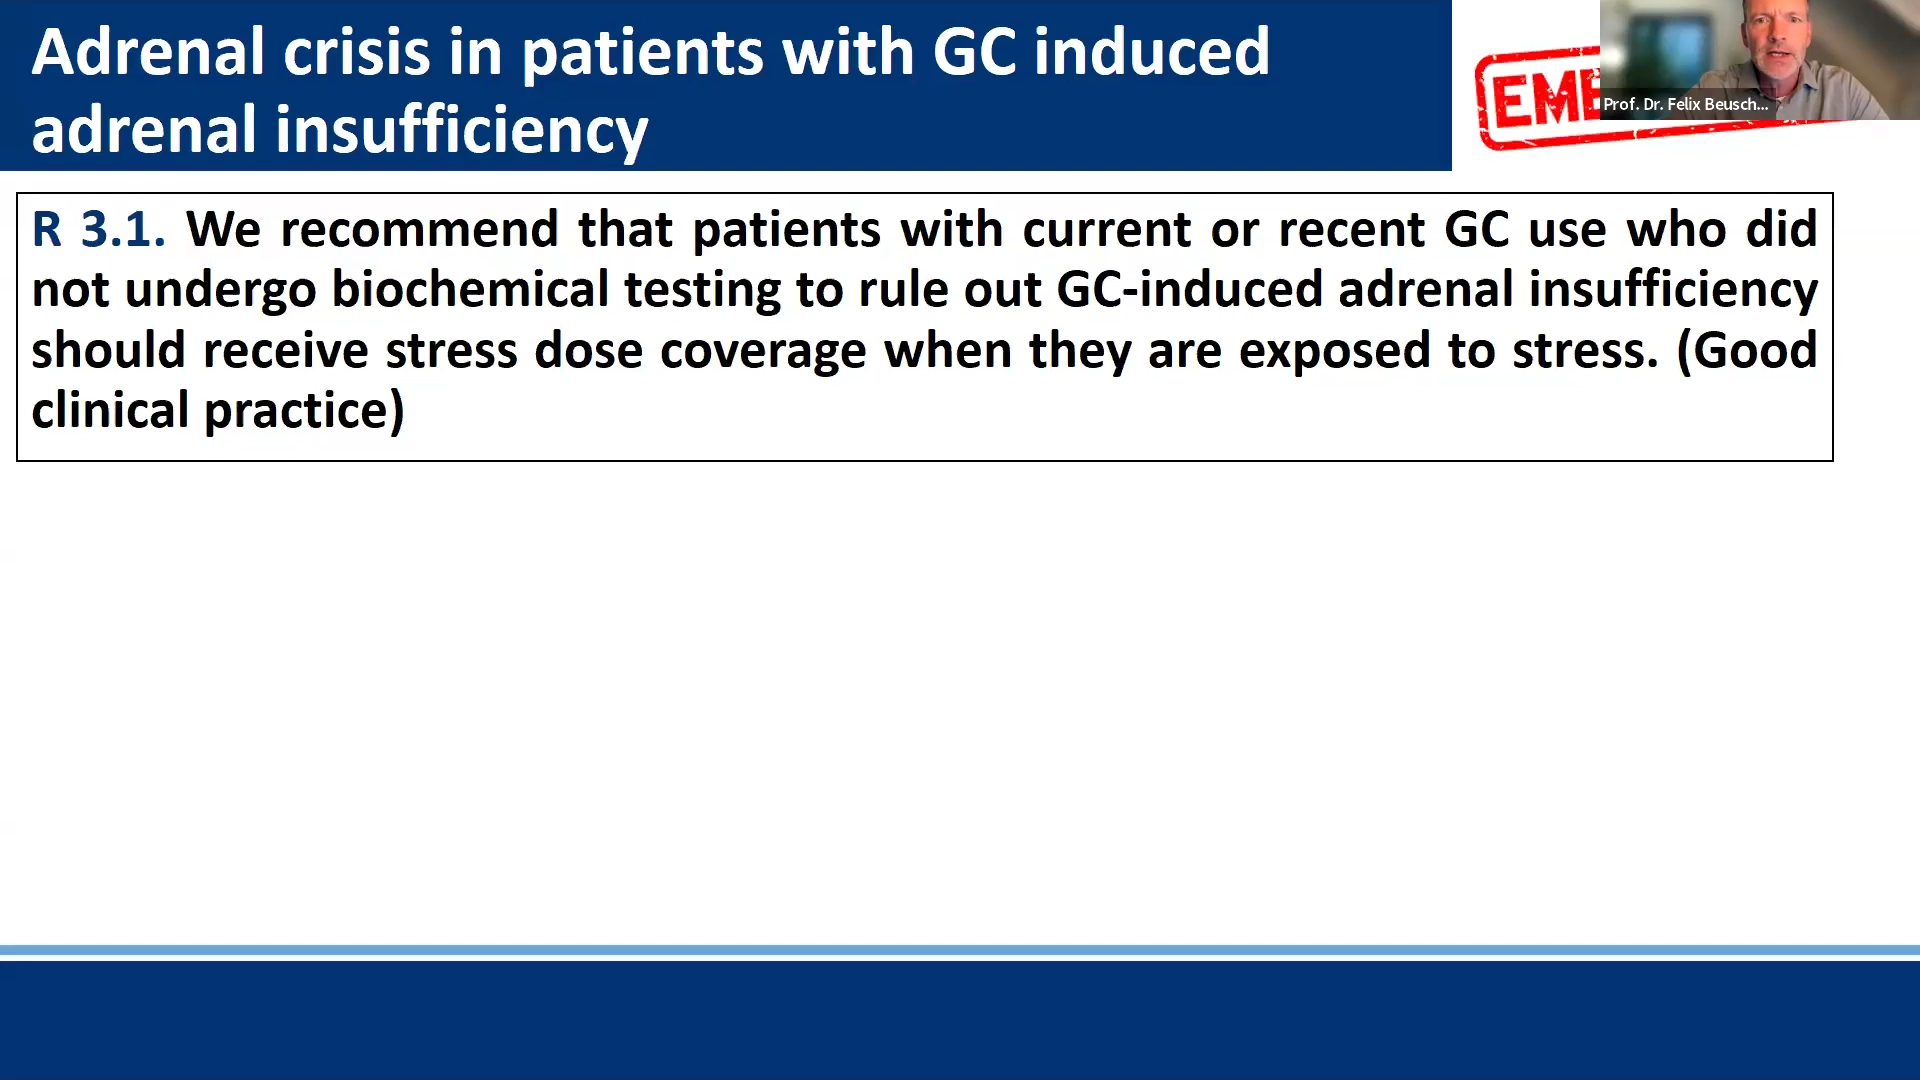 Adrenal crisis in patients with GC induced
adrenal insufficiency
EME
Prof. Dr. Felix Beusch...
R 3.1. We recommend that patients with current or recent GC use who did
not undergo biochemical testing to rule out GC-induced adrenal insufficiency
should receive stress dose coverage when they are exposed to stress. (Good
clinical practice)